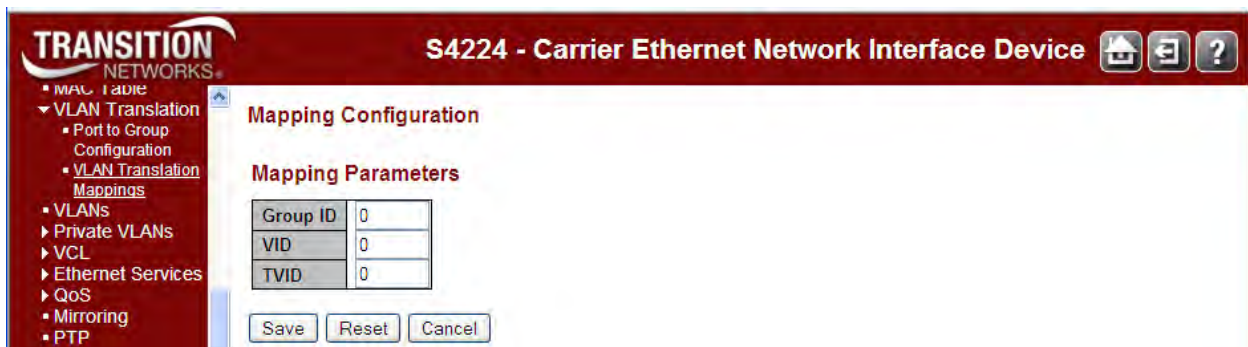 TRANSITION
NETWORKS®
S4224 - Carrier Ethernet Network Interface Device
?
MAC Table
VLAN Translation
Port to Group
Configuration
VLAN Translation
Mappings
VLANs
Private VLANs
VCL
Ethernet Services
QoS
Mirroring
PTP
Mapping Configuration
Mapping Parameters
Group ID 0
VID 0
TVID 0
Save Reset Cancel